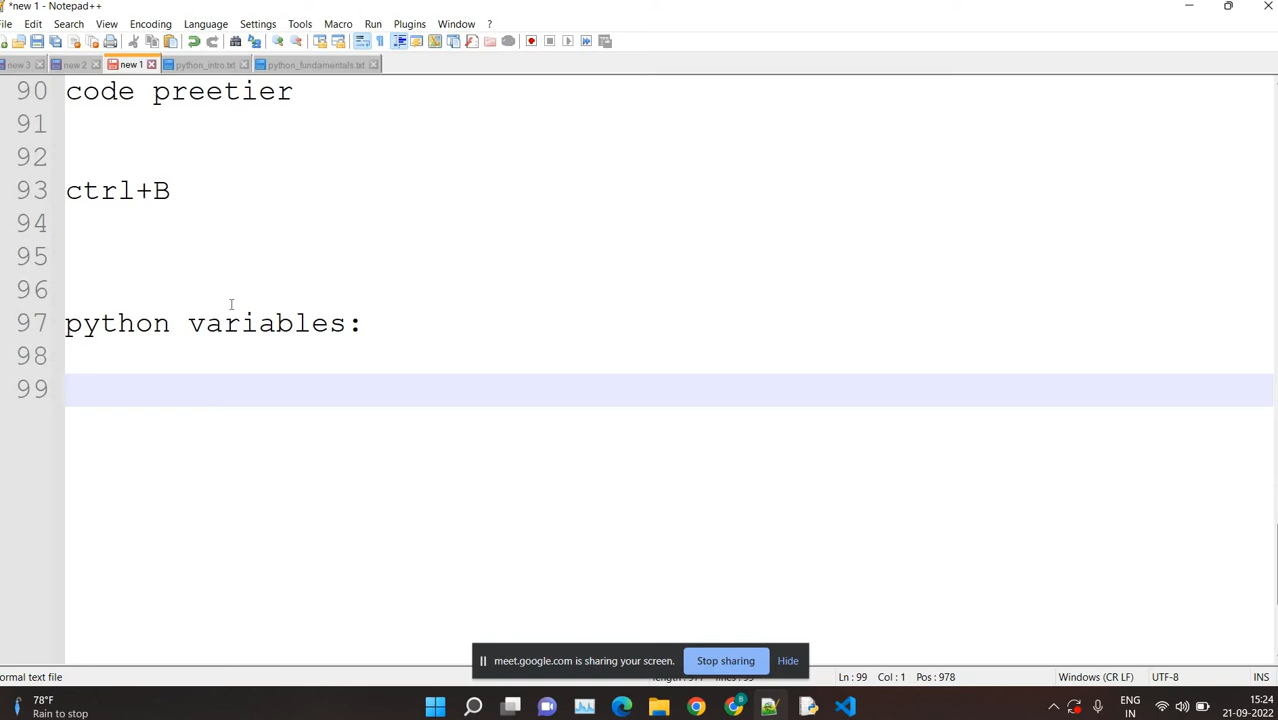 *new 1 - Notepad++
File Edit Search View Encoding Language Settings Tools Macro Run Plugins Window ?
new 3 new 2 new 1 python_intro.txt python_fundamentals.txt
90 code preetier
91
92
93 ctrl+B
94
95
96
97 python variables:
98
99
meet.google.com is sharing your screen. Stop sharing Hide
ormal text file Ln : 99 Col : 1 Pos : 978 Windows (CR LF) UTF-8 INS
78°F
Rain to stop
ENG
IN
15:24
21-09-2022